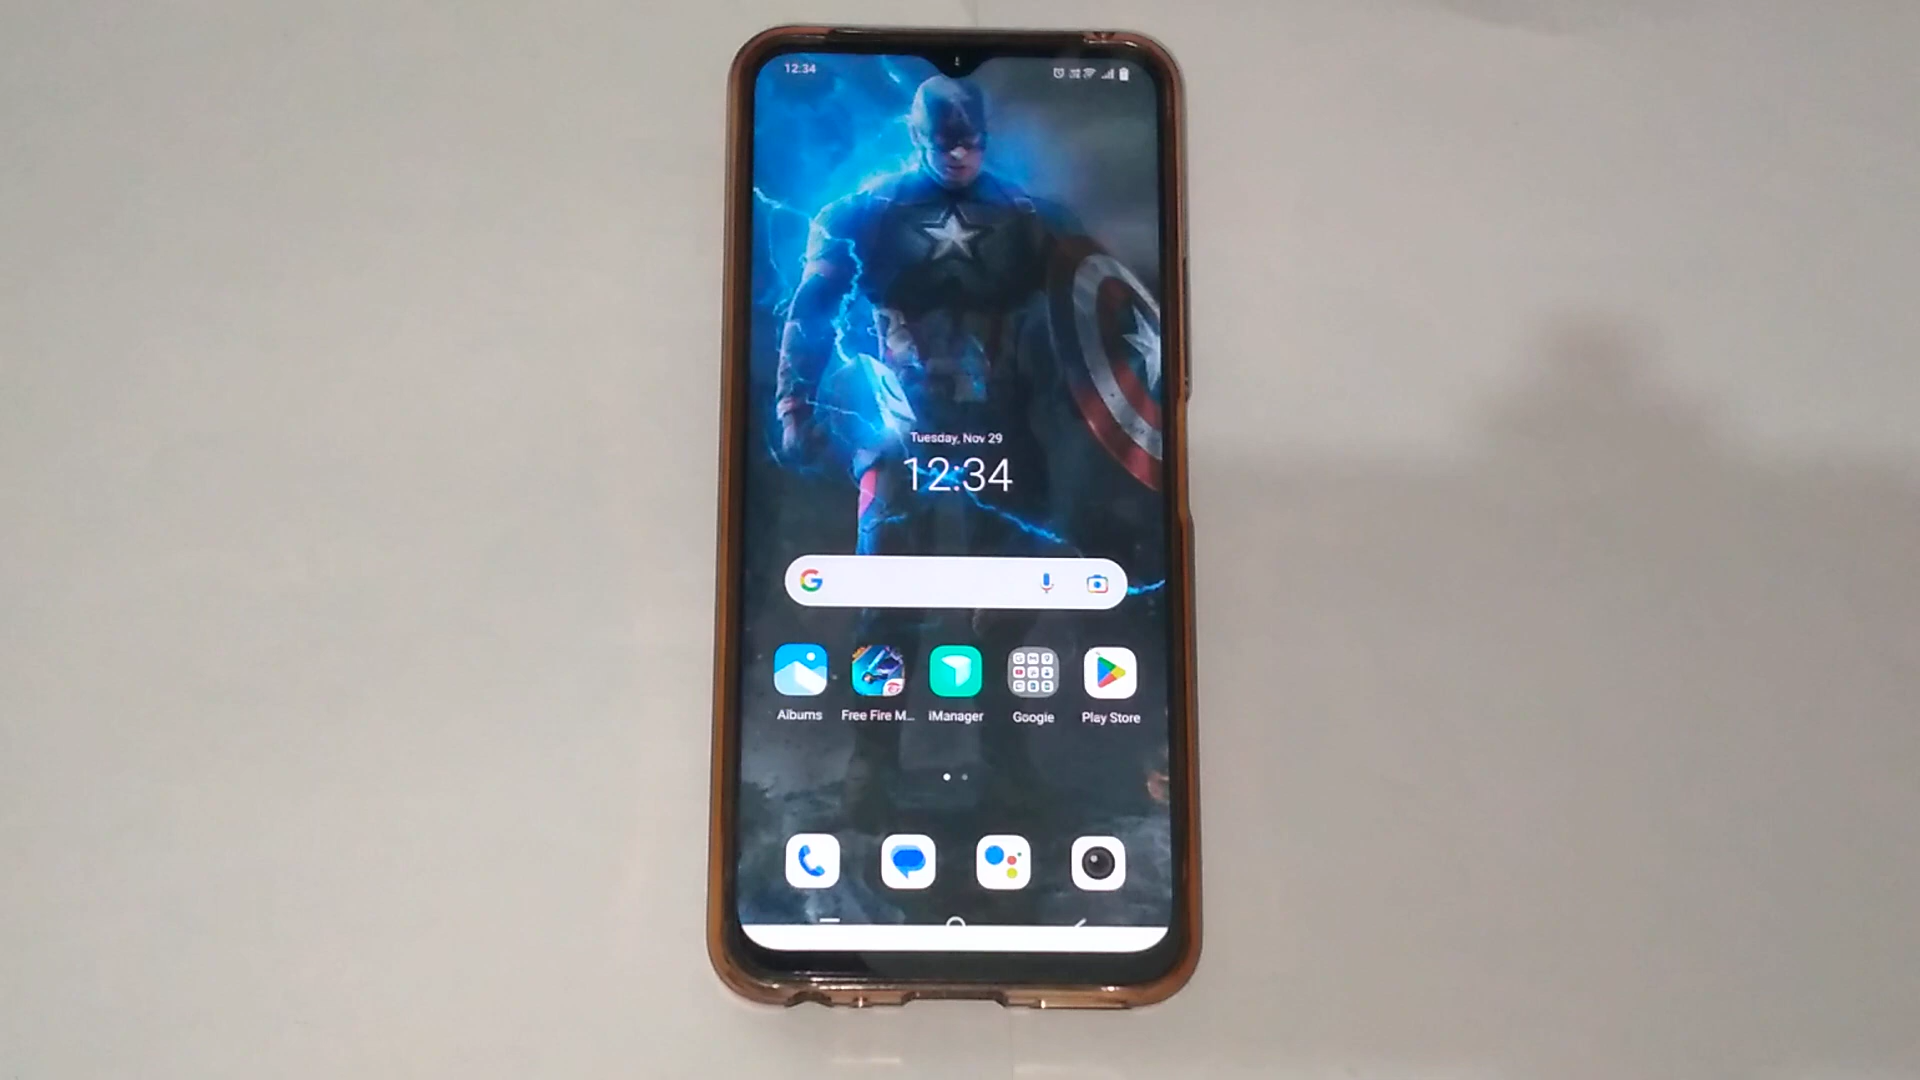 12:34
Tuesday, Nov 29
12:34
Albums
Free Fire M...
iManager
Google
Play Store